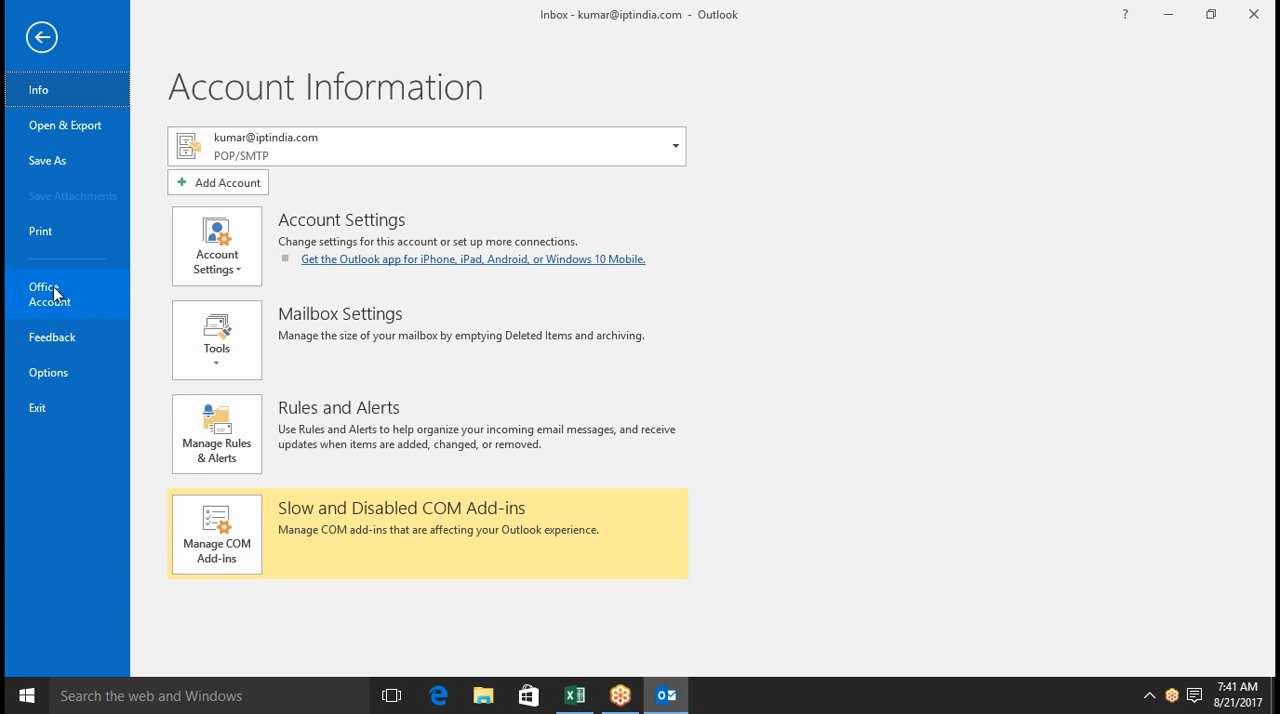 Inbox - kumar@iptindia.com - Outlook
?
Info
Open & Export
Save As
Save Attachments
Print
Office
Account
Feedback
Options
Exit
Account Information
kumar@iptindia.com
POP/SMTP
Add Account
Account
Settings
Account Settings
Change settings for this account or set up more connections.
Get the Outlook app for iPhone, iPad, Android, or Windows 10 Mobile.
Tools
Mailbox Settings
Manage the size of your mailbox by emptying Deleted Items and archiving.
Manage Rules
& Alerts
Rules and Alerts
Use Rules and Alerts to help organize your incoming email messages, and receive
updates when items are added, changed, or removed.
Manage COM
Add-ins
Slow and Disabled COM Add-ins
Manage COM add-ins that are affecting your Outlook experience.
Search the web and Windows
7:41 AM
8/21/2017